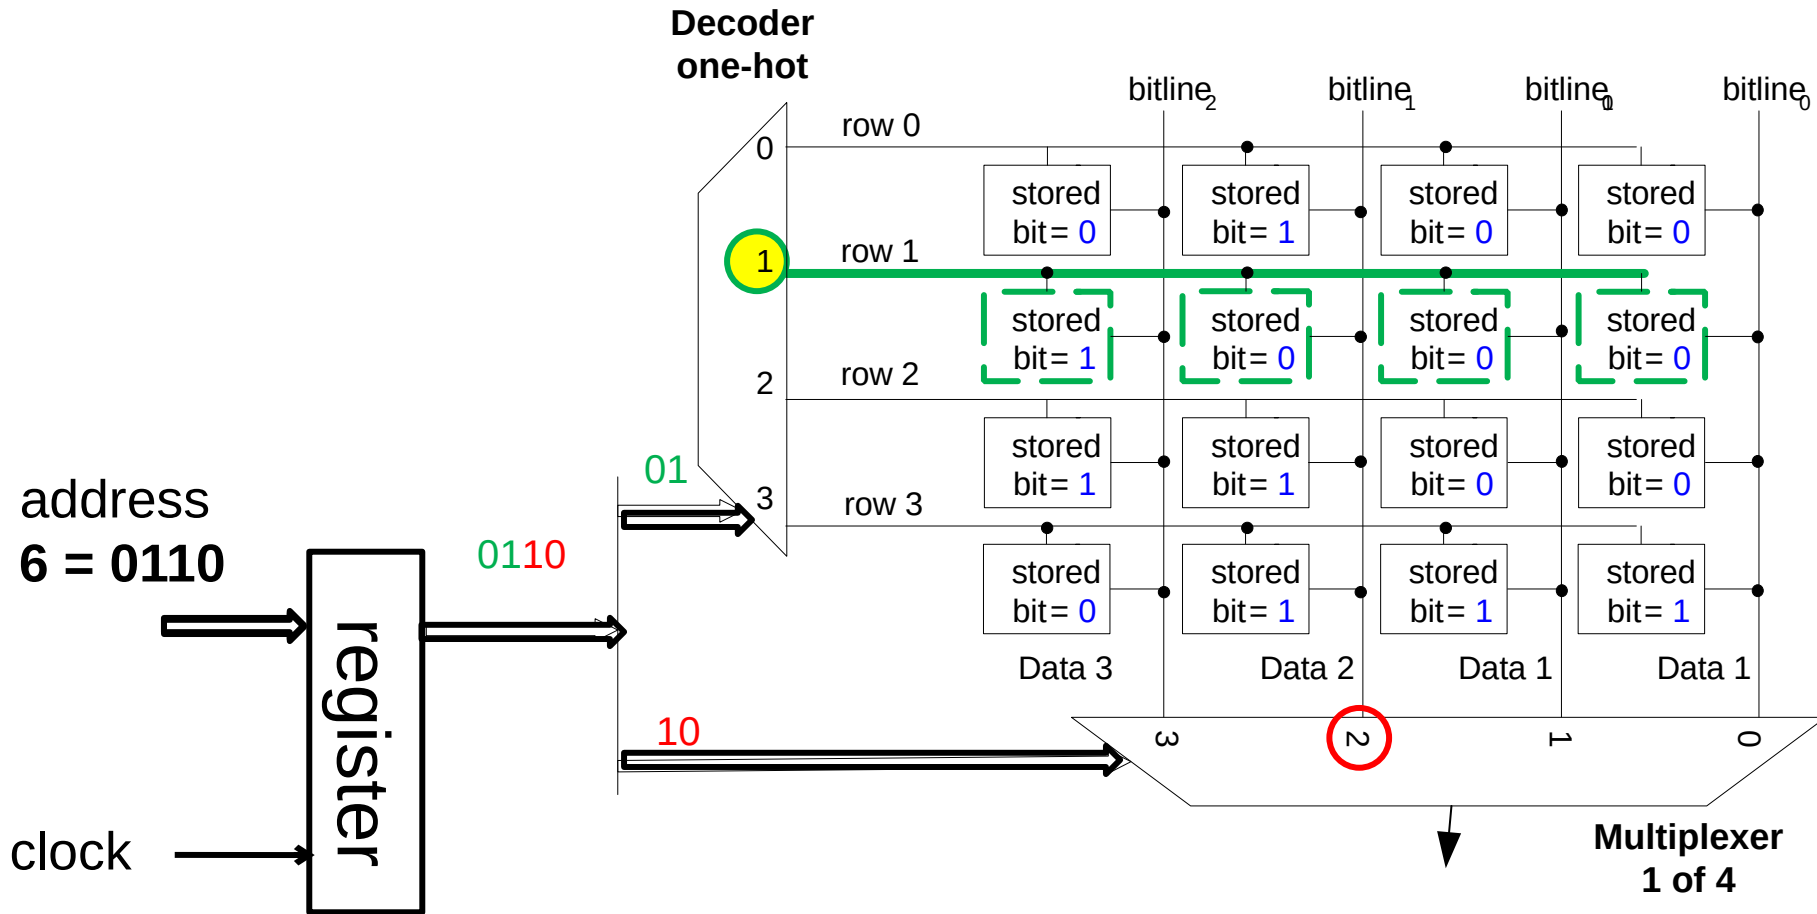 Decoder
one-hot
bitline2 bitline1 bitline0 bitline0
row 0
0
stored stored stored stored
bit= 0 bit= 1 bit= 0 bit= 0
row 1
1
stored stored stored stored
bit= 1 bit= 0 bit= 0 bit= 0
row 2
2
stored stored stored stored
bit= 1 bit= 1 bit= 0 bit= 0
01
row 3
3
stored stored stored stored
bit= 0 bit= 1 bit= 1 bit= 1
address
6 = 0110
0110
register
clock
Data 3 Data 2 Data 1 Data 1
10
3 2 1 0
Multiplexer
1 of 4